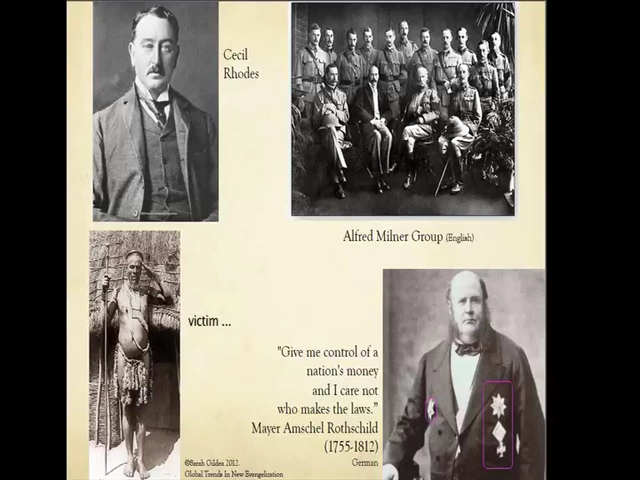 Cecil
Rhodes
Alfred Milner Group (English)
victim ...
"Give me control of a
nation's money
and I care not
who makes the laws."
Mayer Amschel Rothschild
(1755-1812)
German
©Sarah Gildea 2012.
Global Trends In New Evangelization